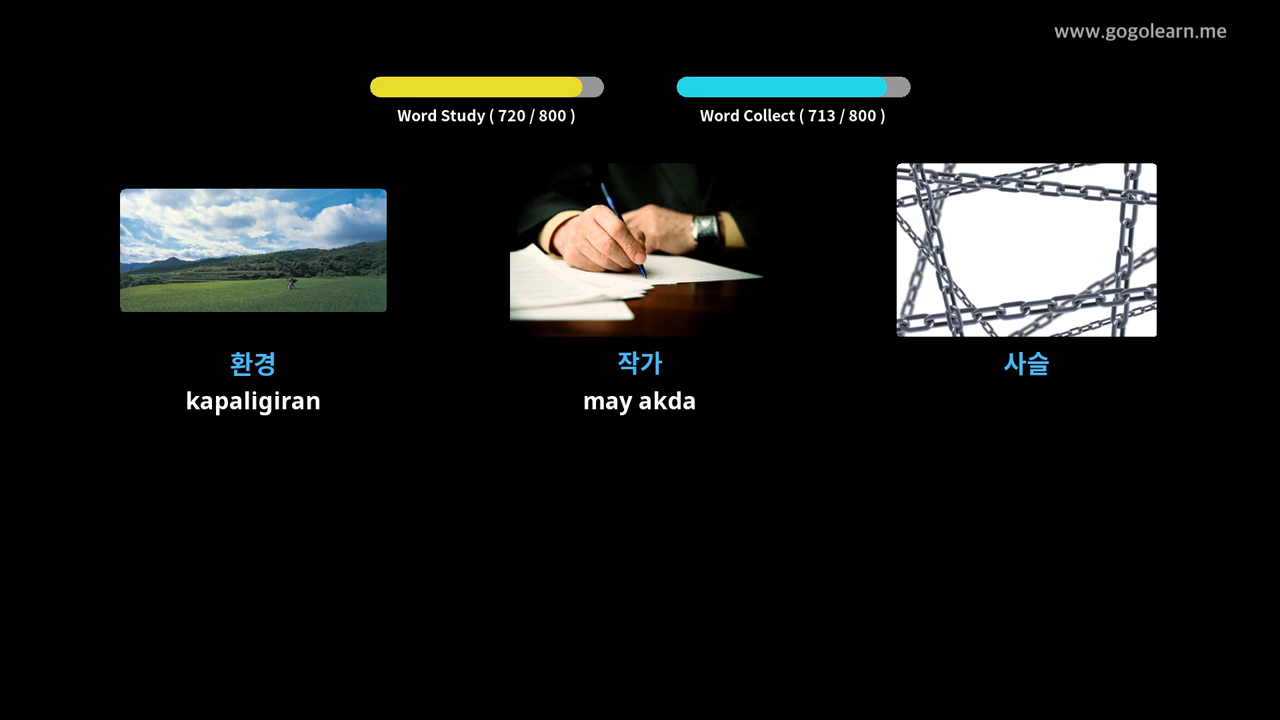 www.gogolearn.me
Word Study ( 720 / 800 )
Word Collect ( 713 / 800 )
환경
kapaligiran
작가
may akda
사슬